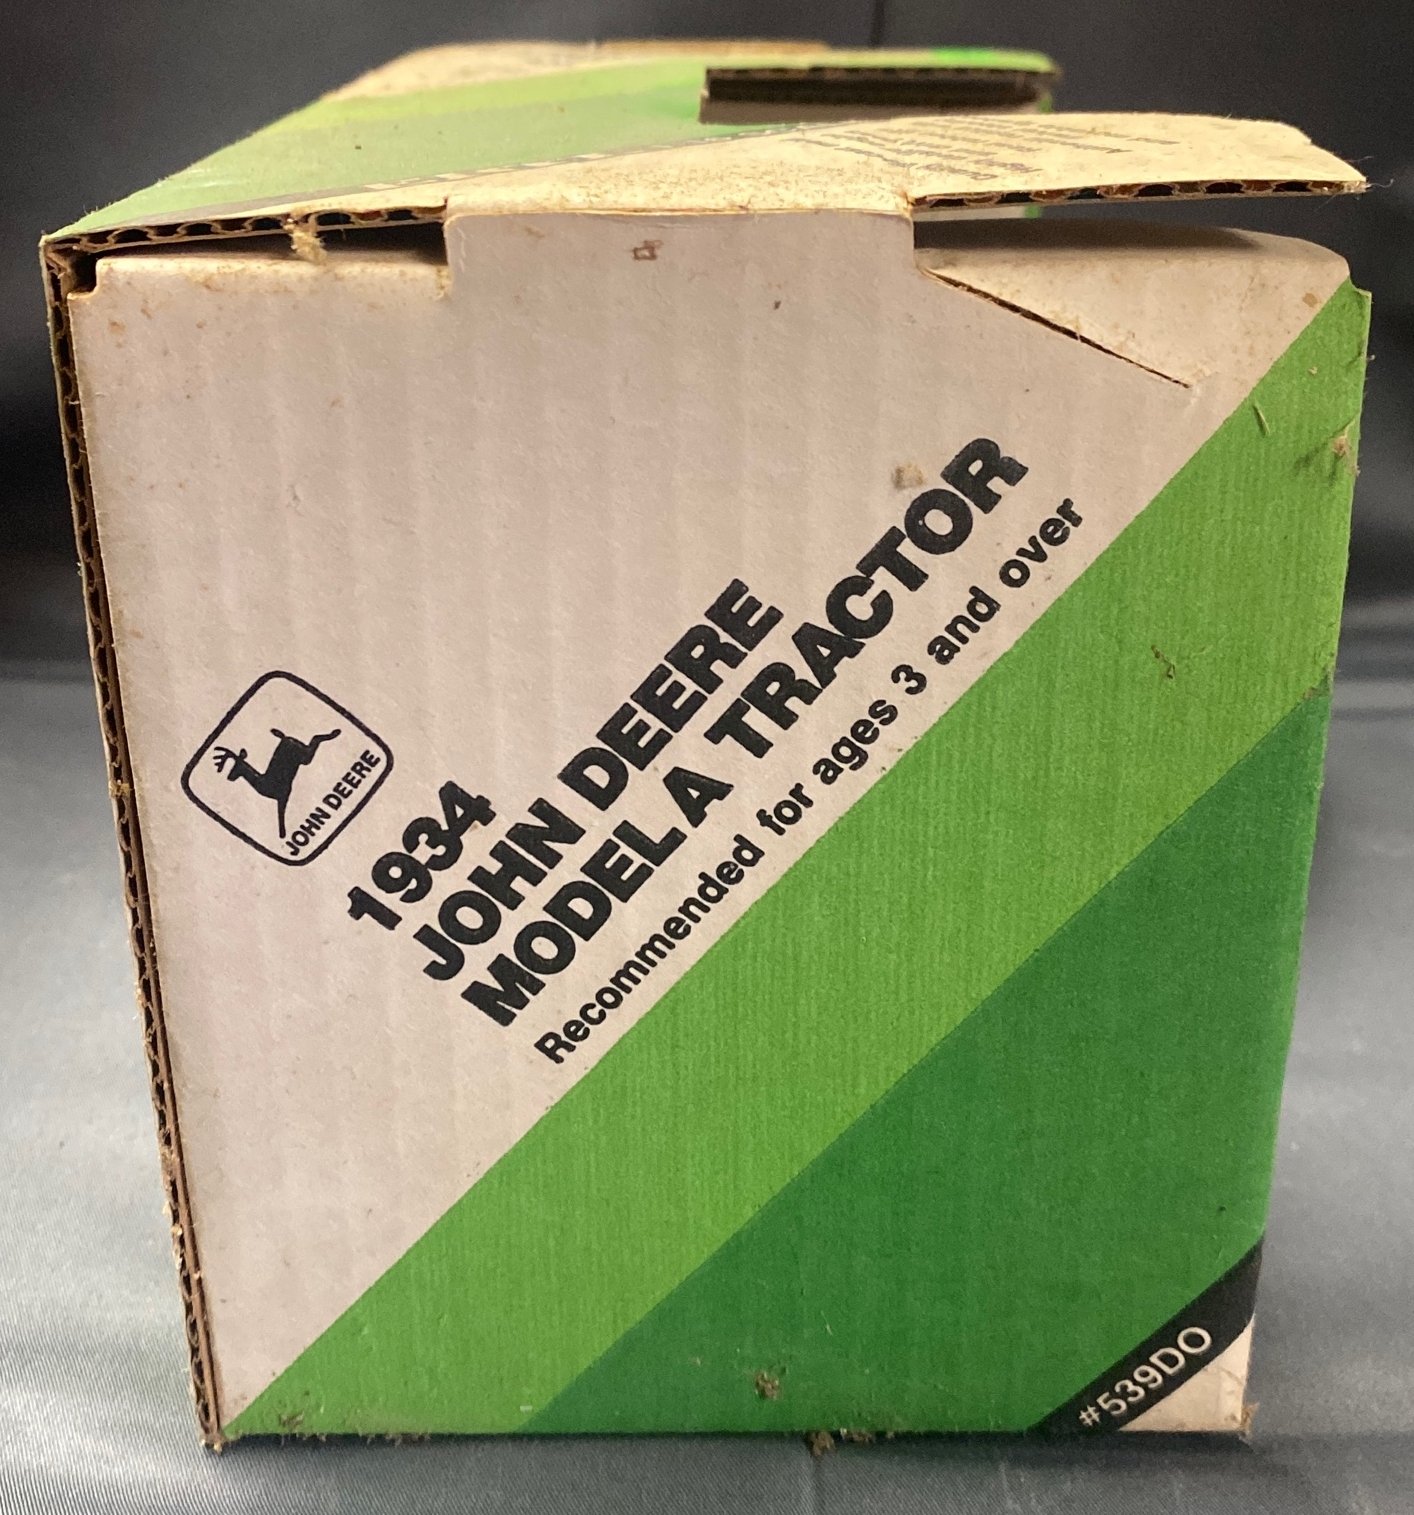 JOHN DEERE
1934
JOHN DEERE
MODEL A TRACTOR
Recommended for ages 3 and over
#539DO